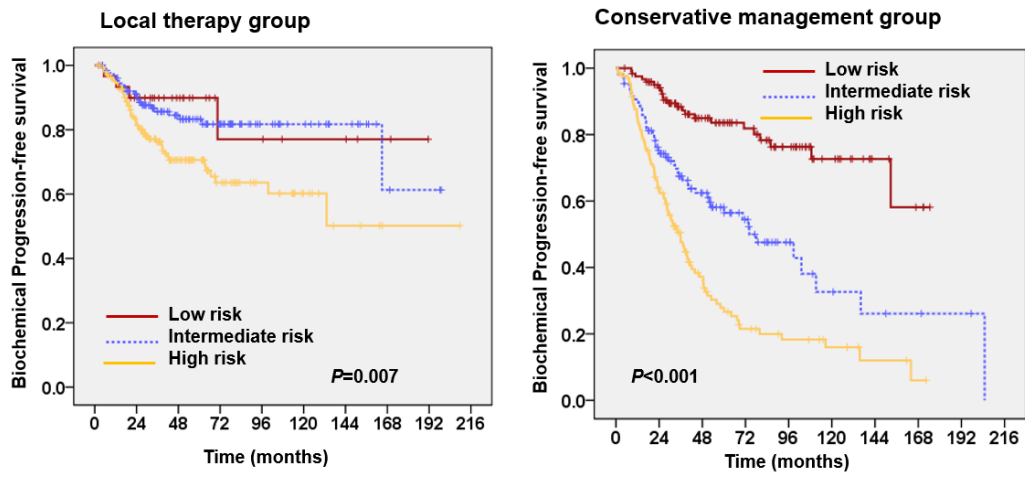 Local therapy group
Biochemical Progression-free survival
1.0
0.8
0.6
0.4
0.2
0.0
Low risk
Intermediate risk
High risk
P=0.007
0 24 48 72 96 120 144 168 192 216
Time (months)
Conservative management group
Biochemical Progression-free survival
1.0
0.8
0.6
0.4
0.2
0.0
Low risk
Intermediate risk
High risk
P<0.001
0 24 48 72 96 120 144 168 192 216
Time (months)